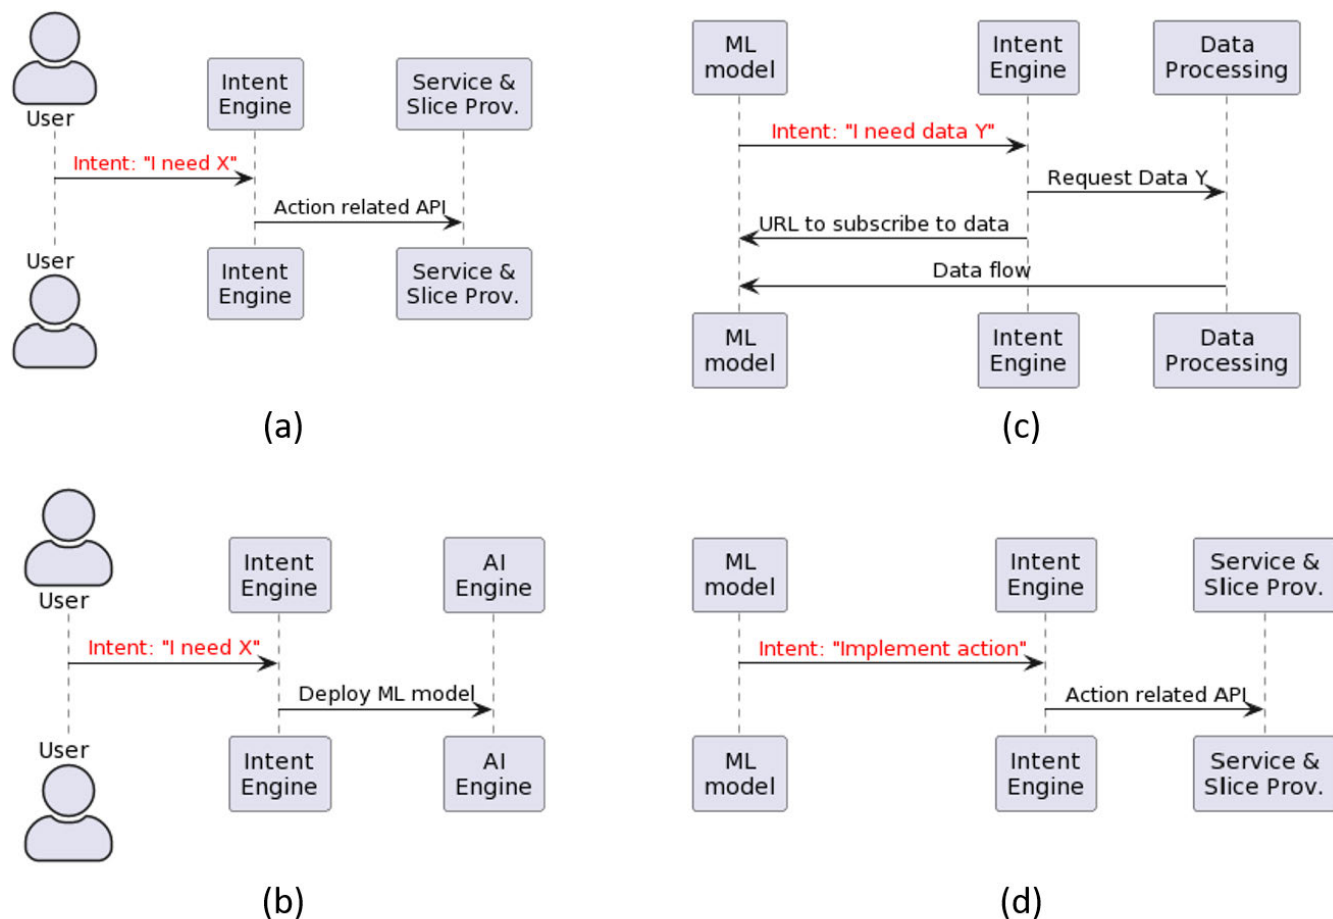 User
Intent
Engine
Service &
Slice Prov.
Intent: "I need X"
Action related API
User
Intent
Engine
Service &
Slice Prov.
(a)
ML
model
Intent
Engine
Data
Processing
Intent: "I need data Y"
Request Data Y
URL to subscribe to data
Data flow
ML
model
Intent
Engine
Data
Processing
(c)
User
Intent
Engine
AI
Engine
Intent: "I need X"
Deploy ML model
User
Intent
Engine
AI
Engine
(b)
ML
model
Intent
Engine
Service &
Slice Prov.
Intent: "Implement action"
Action related API
ML
model
Intent
Engine
Service &
Slice Prov.
(d)